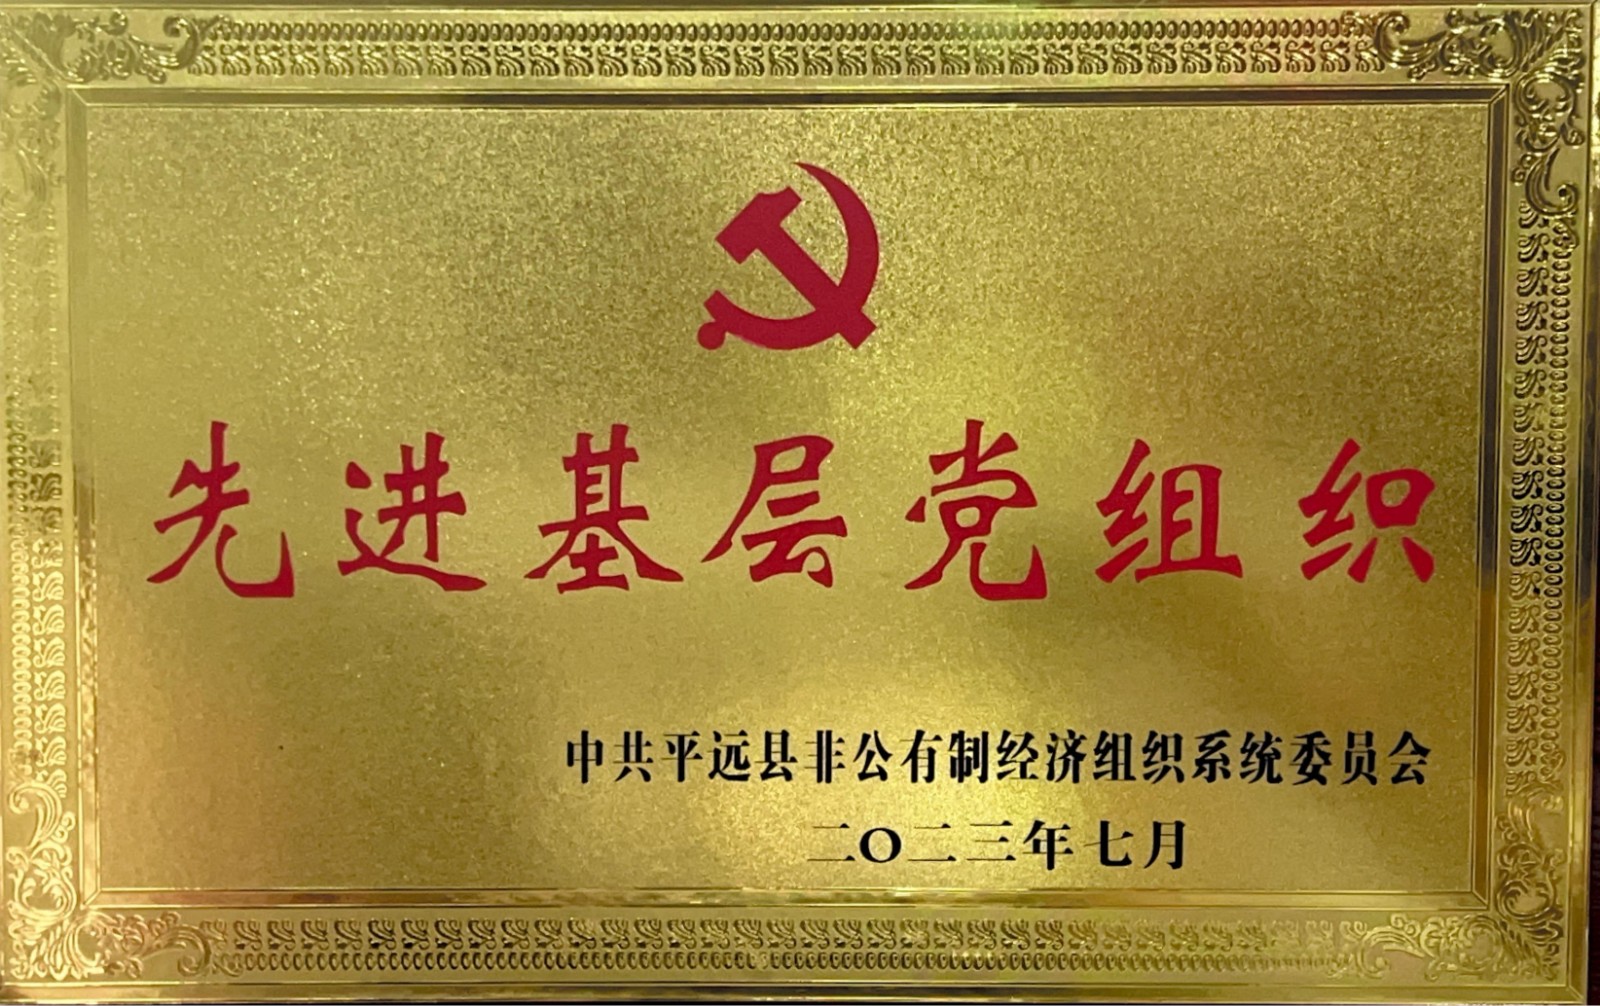 先进基层党组织
中共平远县非公有制经济组织系统委员会
二〇二三年七月